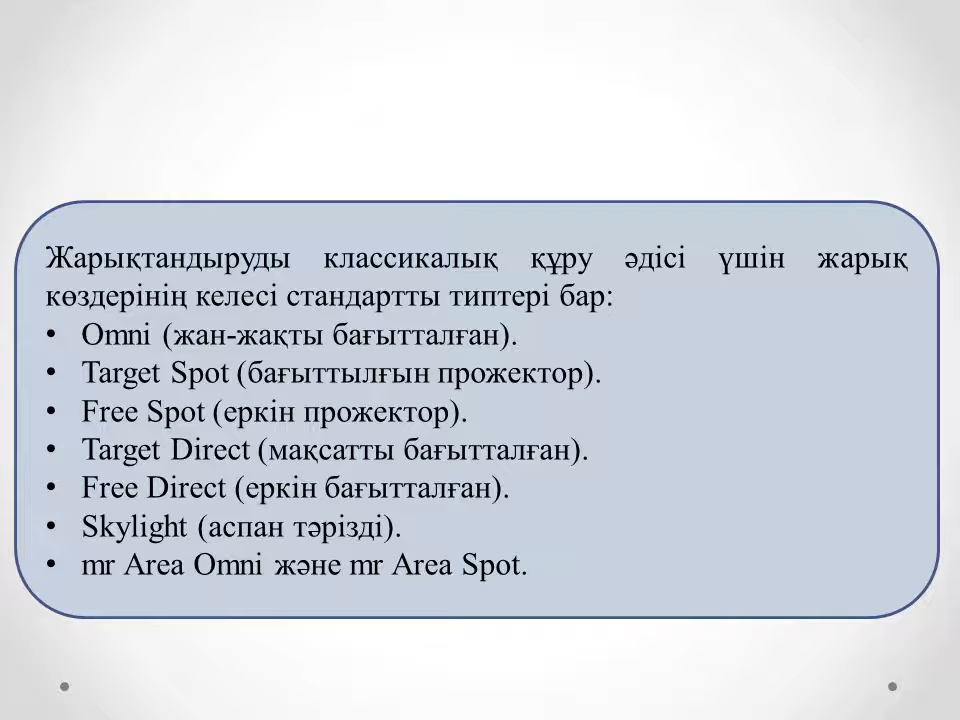 Жарықтандыруды классикалық құру әдісі үшін жарық
көздерінің келесі стандартты типтері бар:
• Omni (жан-жақты бағытталған).
• Target Spot (бағыттылғын прожектор).
• Free Spot (еркін прожектор).
• Target Direct (мақсатты бағытталған).
• Free Direct (еркін бағытталған).
• Skylight (аспан тәрізді).
• mr Area Omni және mr Area Spot.